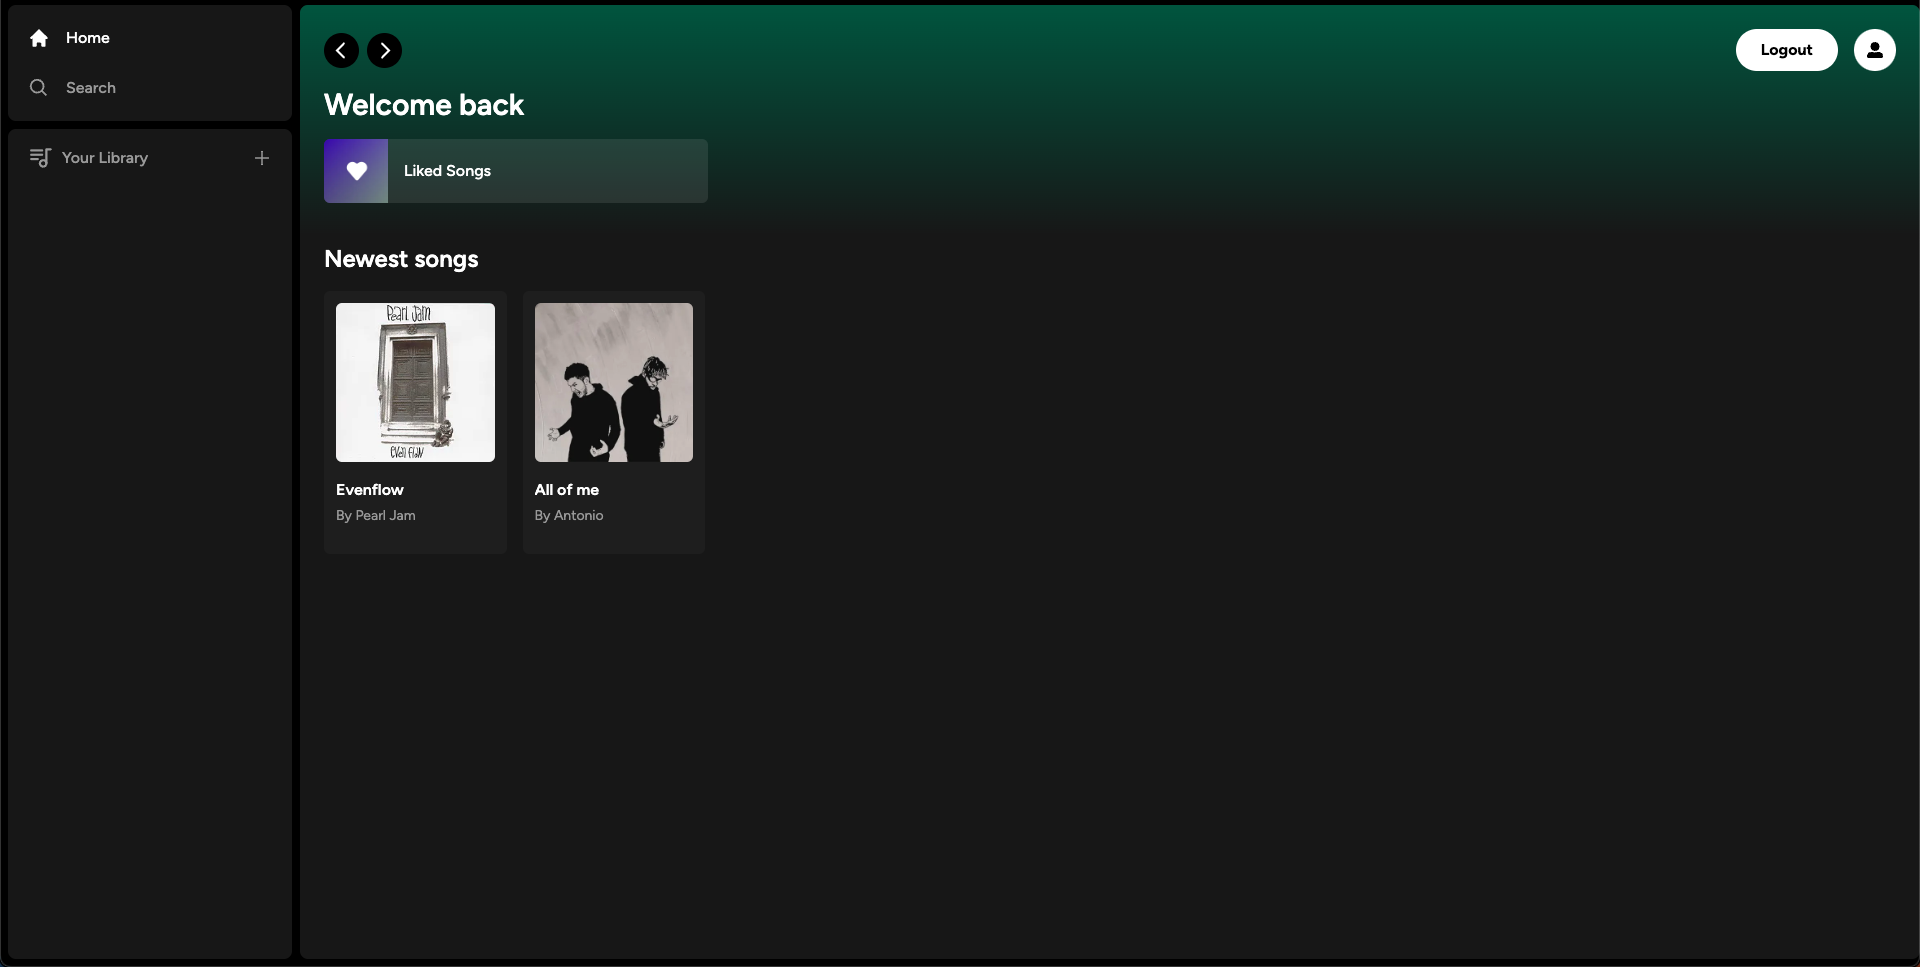 Home
Search
Your Library
Logout
Welcome back
Liked Songs
Newest songs
PEARL JAM
EVEN FLOW
Evenflow
By Pearl Jam
All of me
By Antonio